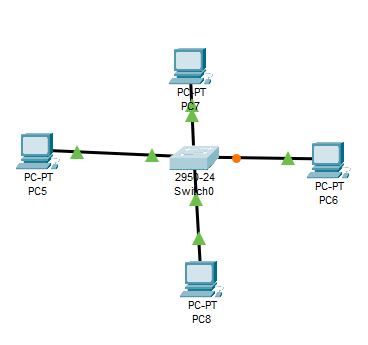 PC-PT
PC7
PC-PT
PC5
2950-24
Switch0
PC-PT
PC6
PC-PT
PC8